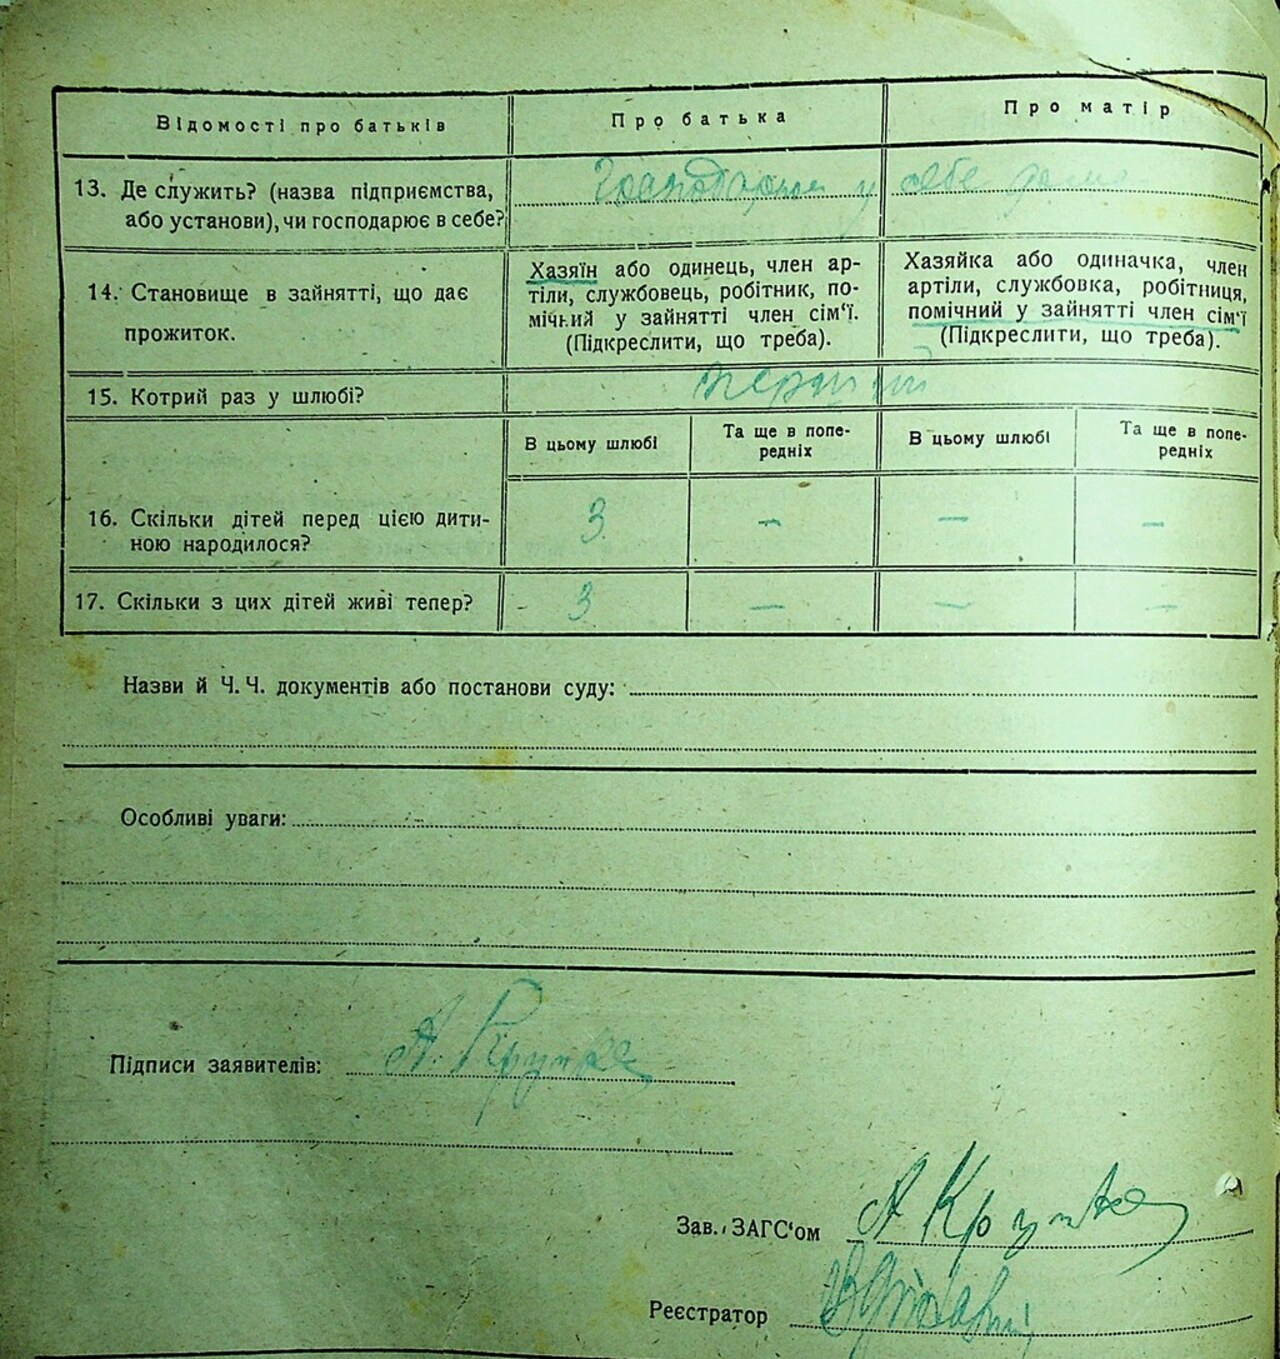 Відомості про батьків
Про батька
Про матір
13. Де служить? (назва підприємства,
або установи), чи господарює в себе?
у себе дома
14. Становище в зайнятті, що дає
прожиток.
Хазяїн або одинець, член ар-
тіли, службовець, робітник, по-
мічний у зайнятті член сім‘ї.
(Підкреслити, що треба).
Хазяйка або одиначка, член
артіли, службовка, робітниця,
помічний у зайнятті член сім‘ї
(Підкреслити, що треба).
15. Котрий раз у шлюбі?
В цьому шлюбі
Та ще в попе-
редніх
В цьому шлюбі
Та ще в попе-
редніх
16. Скільки дітей перед цією дити-
ною народилося?
3 — — —
17. Скільки з цих дітей живі тепер?
3 — — —
Назви й Ч. Ч. документів або постанови суду:
Особливі уваги:
Підписи заявителів: А.
Зав. ЗАГС‘ом А
Реєстратор